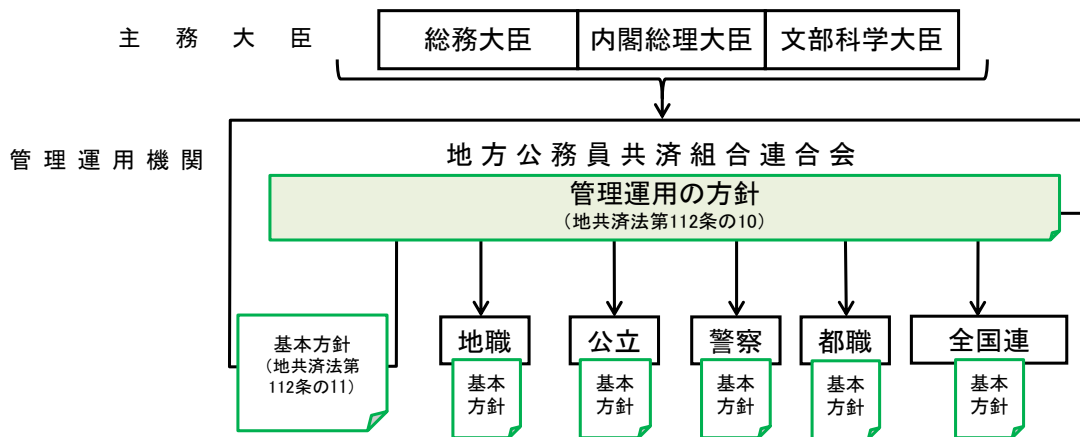 主務大臣
総務大臣 内閣総理大臣 文部科学大臣
管理運用機関
地方公務員共済組合連合会
管理運用の方針
(地共済法第112条の10)
基本方針
(地共済法第
112条の11)
地職
基本
方針
公立
基本
方針
警察
基本
方針
都職
基本
方針
全国連
基本
方針